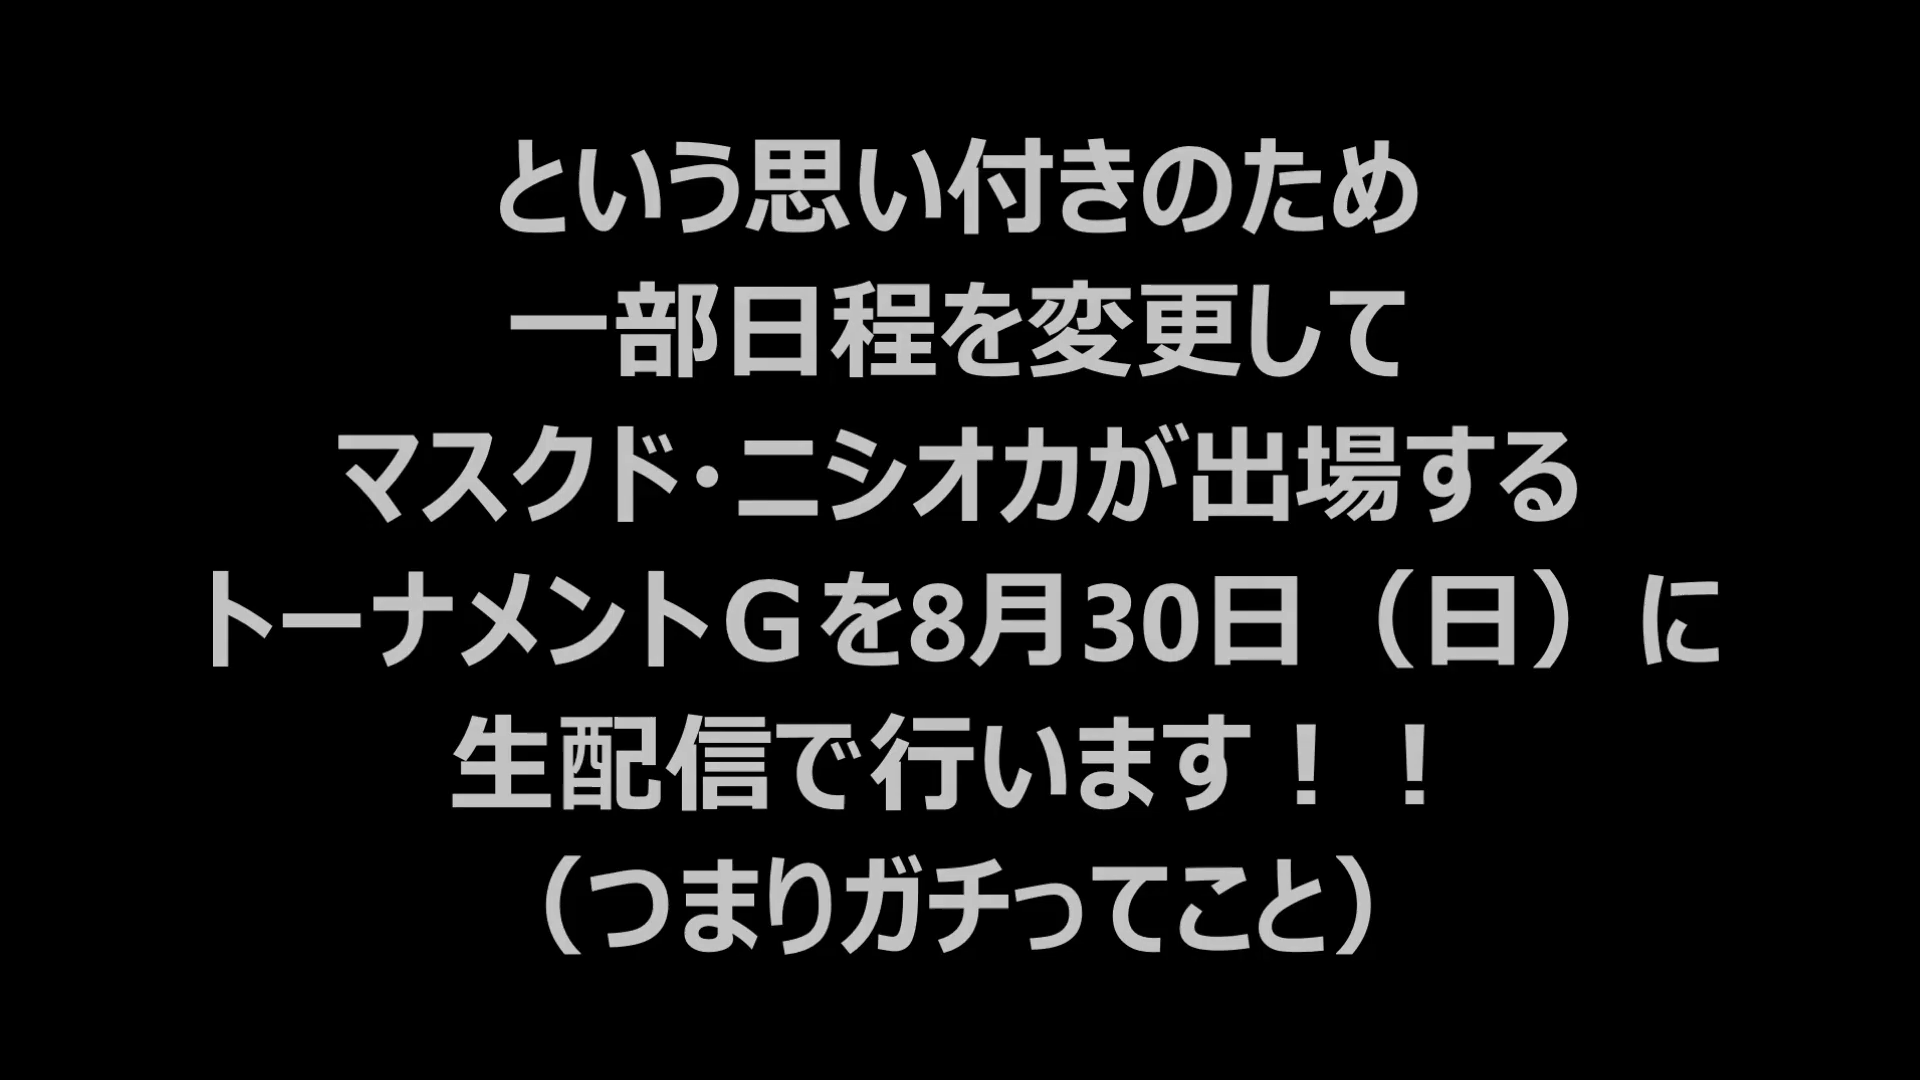 という思い付きのため
一部日程を変更して
マスクド・ニシオカが出場する
トーナメントＧを8月30日（日）に
生配信で行います！！
（つまりガチってこと）